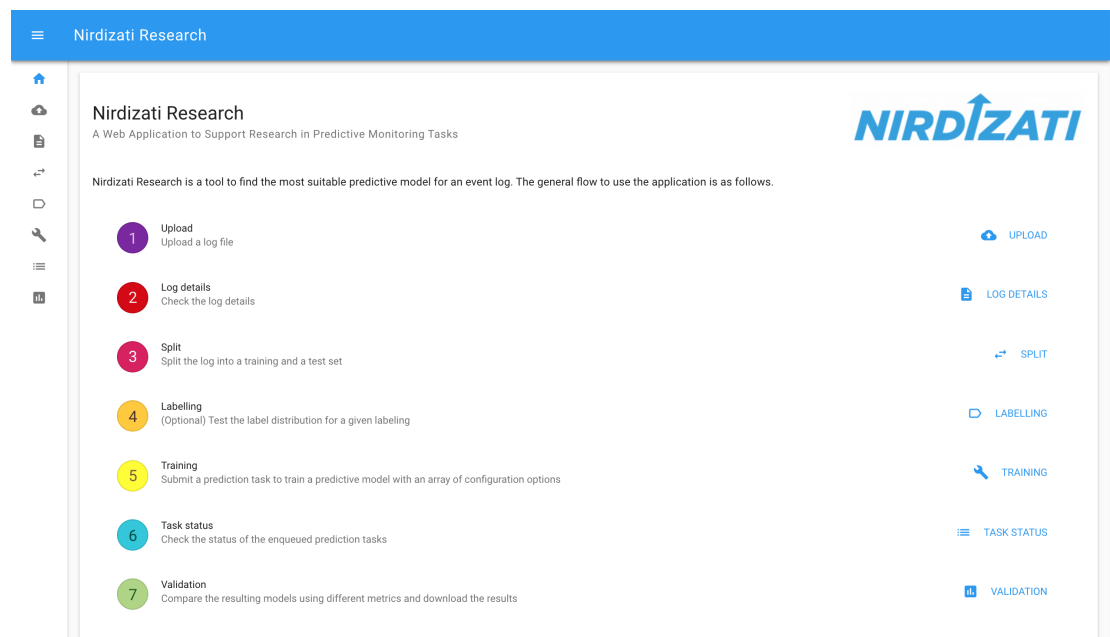 Nirdizati Research
Nirdizati Research
A Web Application to Support Research in Predictive Monitoring Tasks
NIRDIZATI
Nirdizati Research is a tool to find the most suitable predictive model for an event log. The general flow to use the application is as follows.
1
Upload
Upload a log file
UPLOAD
2
Log details
Check the log details
LOG DETAILS
3
Split
Split the log into a training and a test set
SPLIT
4
Labelling
(Optional) Test the label distribution for a given labeling
LABELLING
5
Training
Submit a prediction task to train a predictive model with an array of configuration options
TRAINING
6
Task status
Check the status of the enqueued prediction tasks
TASK STATUS
7
Validation
Compare the resulting models using different metrics and download the results
VALIDATION